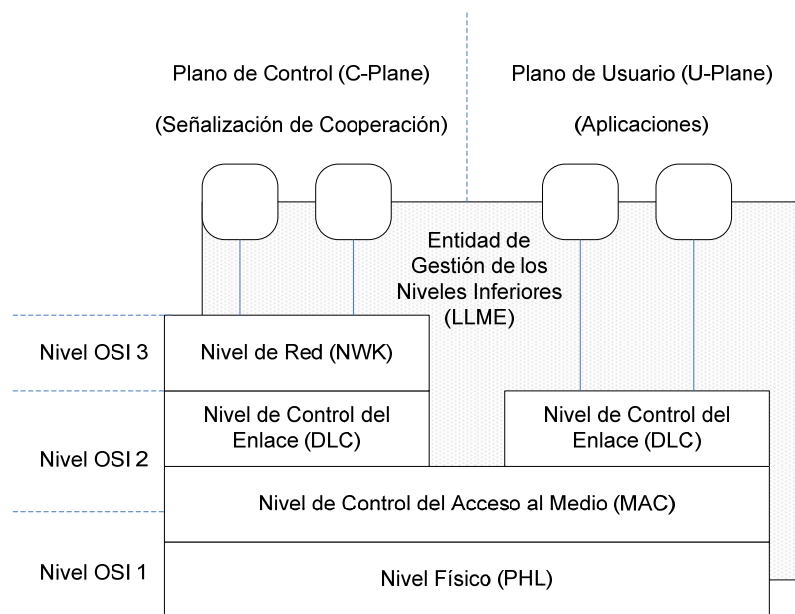 Plano de Control (C-Plane)
Plano de Usuario (U-Plane)
(Señalización de Cooperación)
(Aplicaciones)
Entidad de
Gestión de los
Niveles Inferiores
(LLME)
Nivel OSI 3
Nivel de Red (NWK)
Nivel de Control del
Enlace (DLC)
Nivel de Control del
Enlace (DLC)
Nivel OSI 2
Nivel de Control del Acceso al Medio (MAC)
Nivel OSI 1
Nivel Físico (PHL)